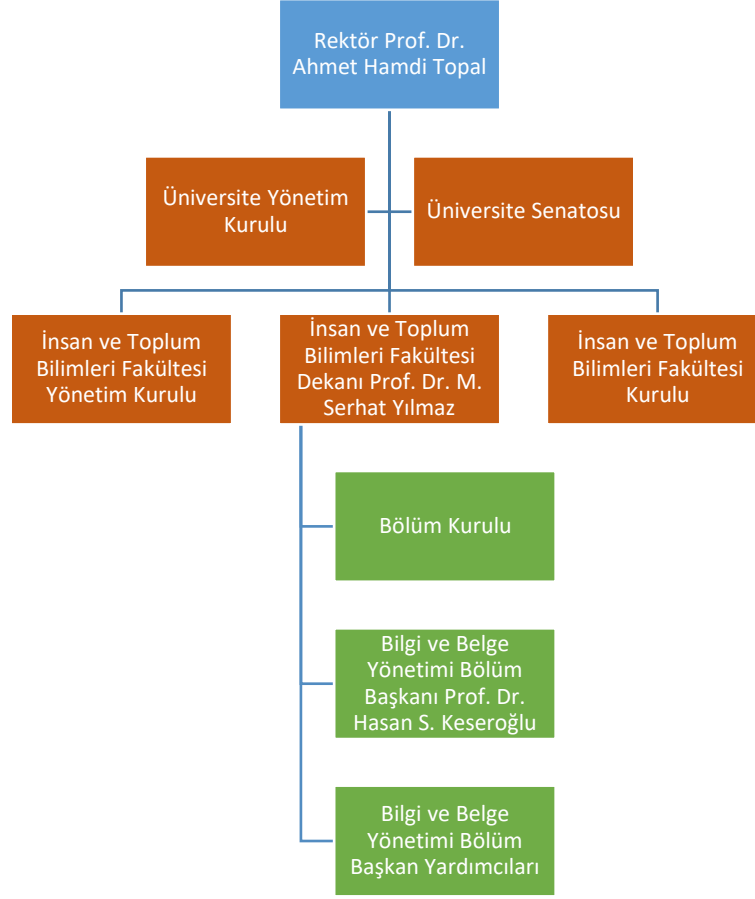 Rektör Prof. Dr.
Ahmet Hamdi Topal
Üniversite Yönetim
Kurulu
Üniversite Senatosu
İnsan ve Toplum
Bilimleri Fakültesi
Yönetim Kurulu
İnsan ve Toplum
Bilimleri Fakültesi
Dekanı Prof. Dr. M.
Serhat Yılmaz
İnsan ve Toplum
Bilimleri Fakültesi
Kurulu
Bölüm Kurulu
Bilgi ve Belge
Yönetimi Bölüm
Başkanı Prof. Dr.
Hasan S. Keseroğlu
Bilgi ve Belge
Yönetimi Bölüm
Başkan Yardımcıları